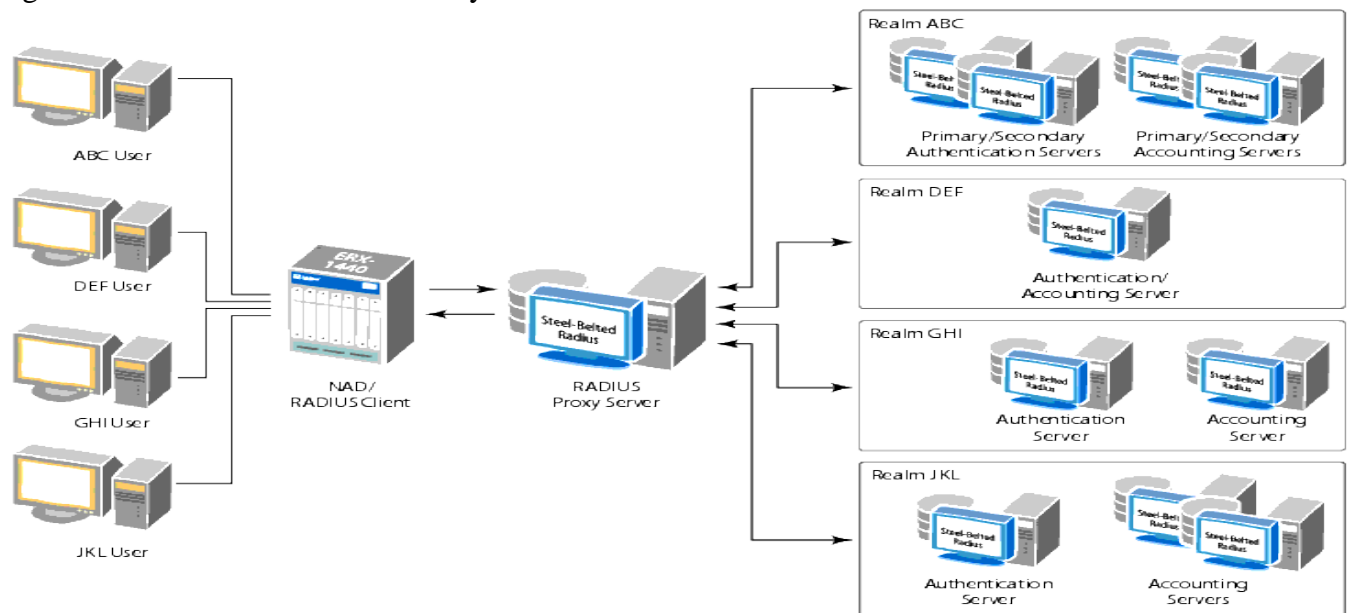 ABC User
DEF User
GHI User
JKL User
ERX-
1440
NAD/
RADIUS Client
Steel-Belted
Radius
RADIUS
Proxy Server
Realm ABC
Steel-Belted
Radius
Steel-Belted
Radius
Primary/Secondary
Authentication Servers
Steel-Belted
Radius
Steel-Belted
Radius
Primary/Secondary
Accounting Servers
Realm DEF
Steel-Belted
Radius
Authentication/
Accounting Server
Realm GHI
Steel-Belted
Radius
Authentication
Server
Steel-Belted
Radius
Accounting
Server
Realm JKL
Steel-Belted
Radius
Authentication
Server
Steel-Belted
Radius
Steel-Belted
Radius
Accounting
Servers